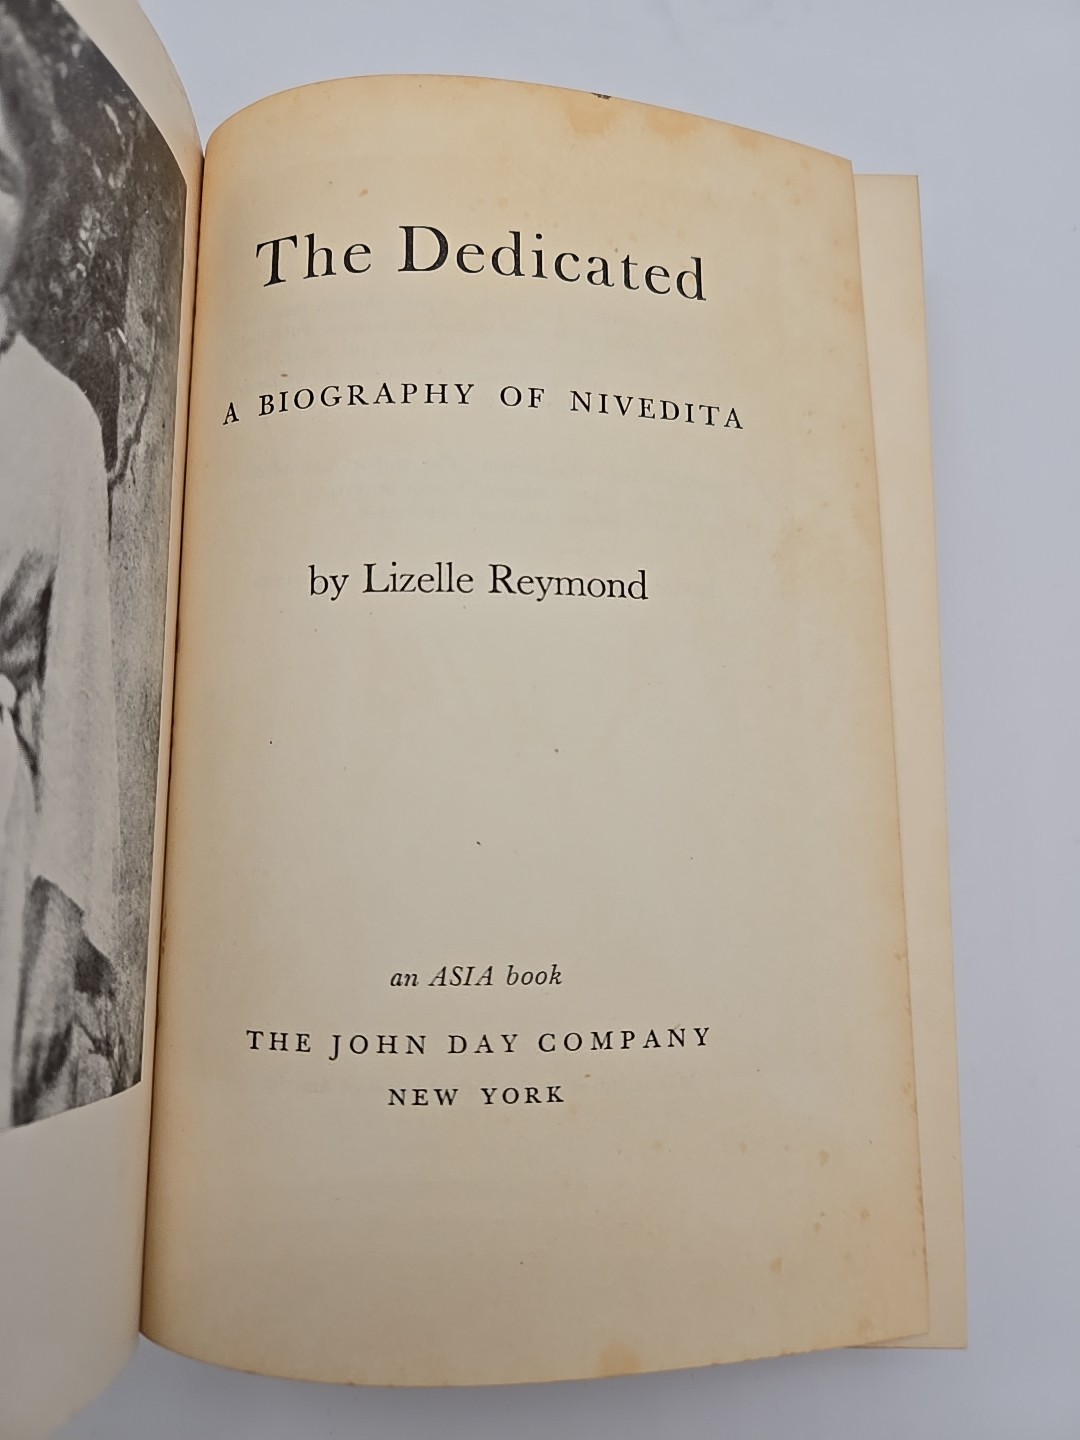 The Dedicated
A BIOGRAPHY OF NIVEDITA
by Lizelle Reymond
an ASIA book
THE JOHN DAY COMPANY
NEW YORK